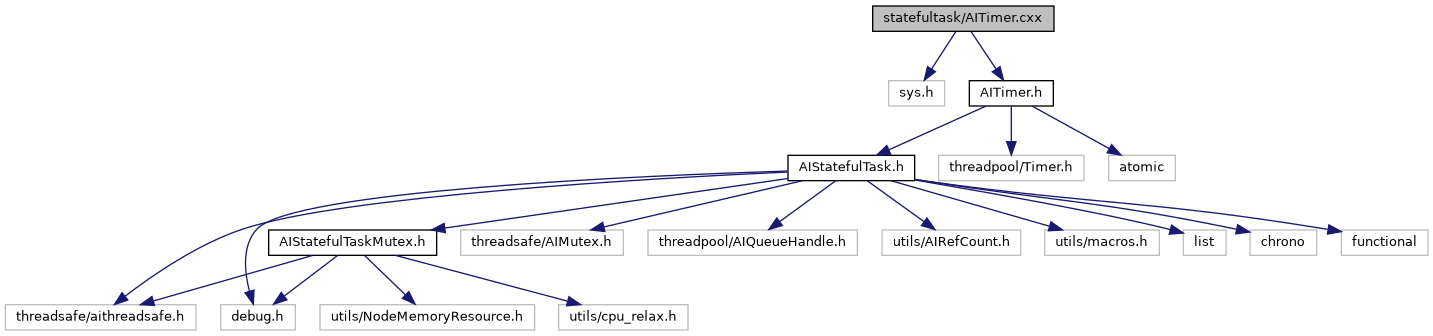 statefultask/AITimer.cxx
sys.h
AITimer.h
AIStatefulTask.h
threadpool/Timer.h
atomic
AIStatefulTaskMutex.h
threadsafe/AIMutex.h
threadpool/AIQueueHandle.h
utils/AIRefCount.h
utils/macros.h
list
chrono
functional
threadsafe/aithreadsafe.h
debug.h
utils/NodeMemoryResource.h
utils/cpu_relax.h